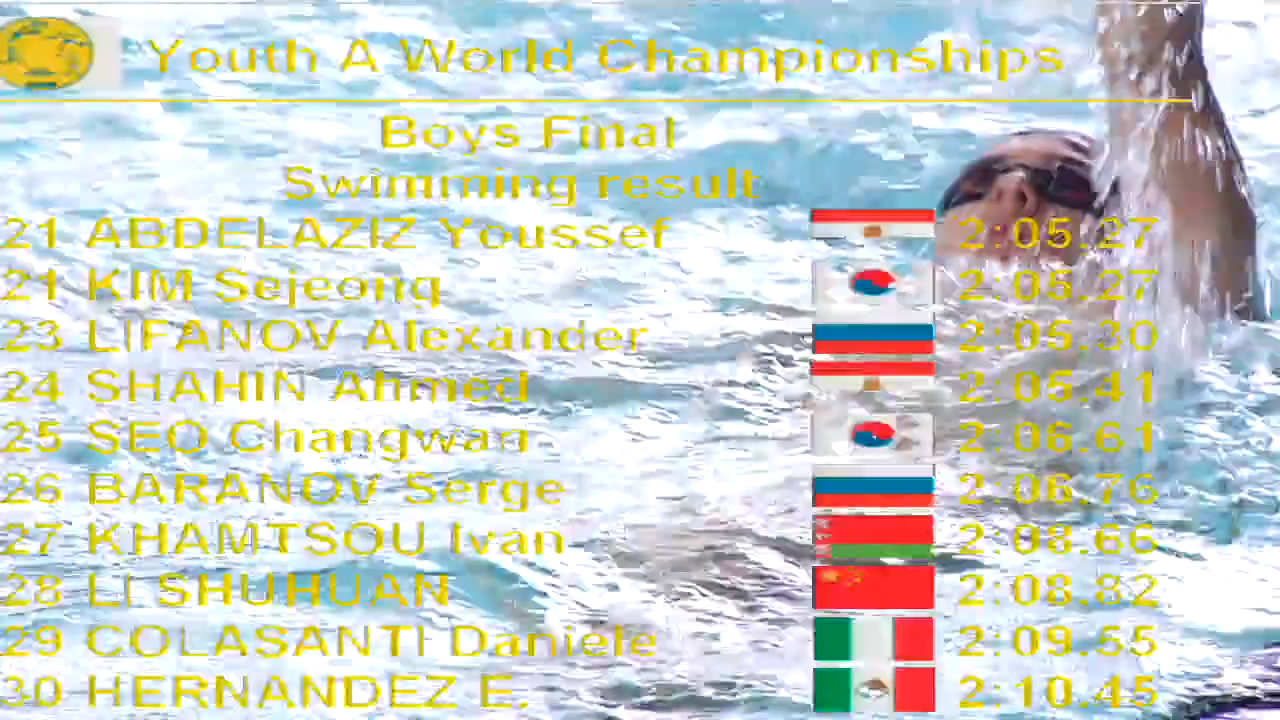 Youth A World Championships
Boys Final
Swimming result
21 ABDELAZIZ Youssef 2:05.27
21 KIM Sejeong 2:05.27
23 LIFANOV Alexander 2:05.30
24 SHAHIN Ahmed 2:05.41
25 SEO Changwan 2:06.61
26 BARANOV Serge 2:06.76
27 KHAMTSOU Ivan 2:08.66
28 LI SHUHUAN 2:08.82
29 COLASANTI Daniele 2:09.55
30 HERNANDEZ E. 2:10.45